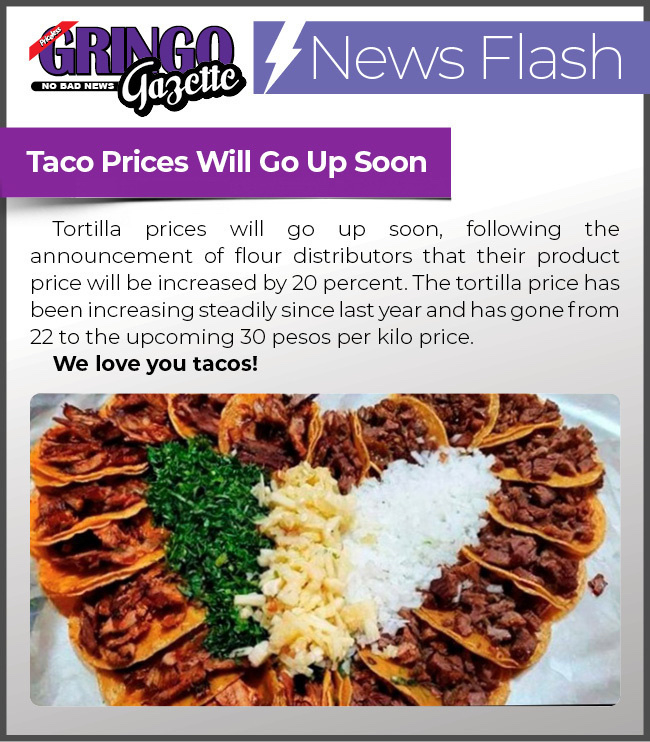 Priceless
GRINGO
NO BAD NEWS
Gazette
News Flash
Taco Prices Will Go Up Soon
Tortilla prices will go up soon, following the
announcement of flour distributors that their product
price will be increased by 20 percent. The tortilla price has
been increasing steadily since last year and has gone from
22 to the upcoming 30 pesos per kilo price.
We love you tacos!